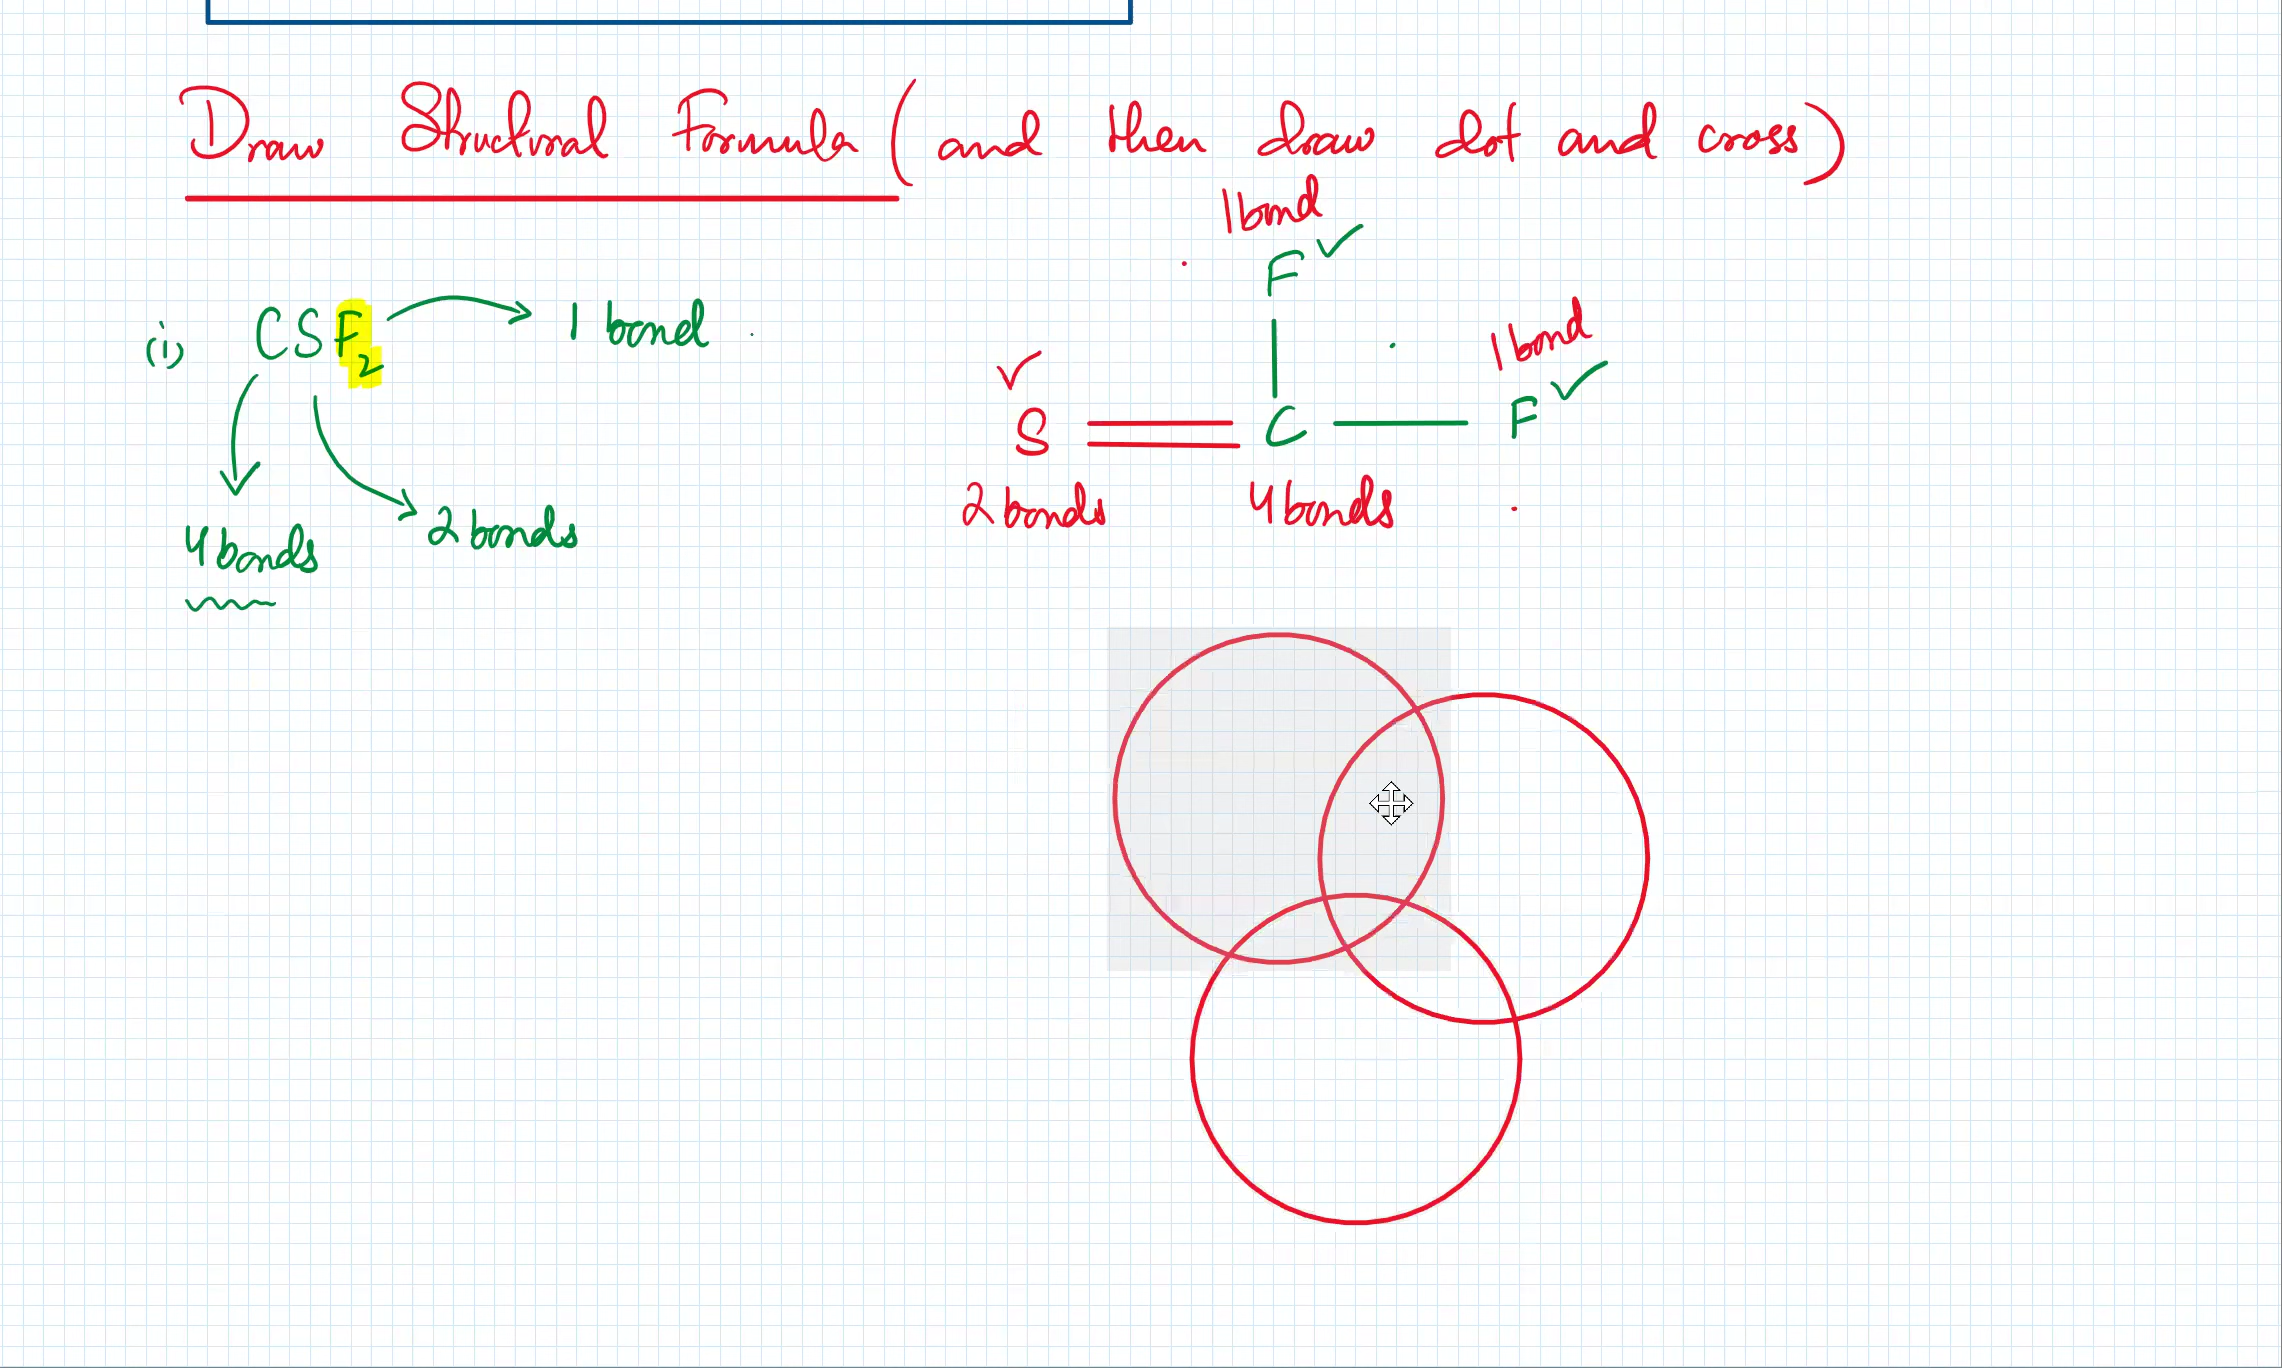 Draw Structural Formula (and then draw dot and cross)
1 bond
F
(i) CSF2 1 bond
1 bond
S C F
2 bonds 4 bonds
4 bonds 2 bonds